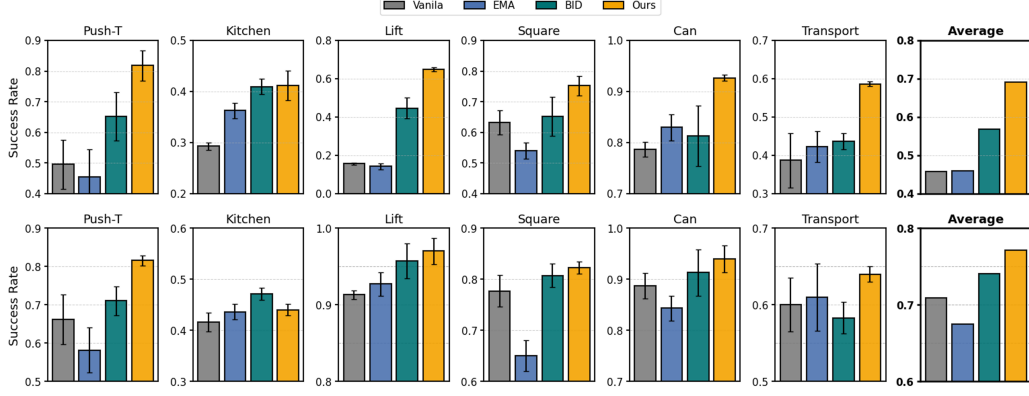 Vanila EMA BID Ours
Push-T Kitchen Lift Square Can Transport Average
Success Rate
0.9 0.8 0.7 0.6 0.5 0.4
0.5 0.4 0.3 0.2
0.8 0.6 0.4 0.2 0.0
0.9 0.8 0.7 0.6 0.5 0.4
1.0 0.9 0.8 0.7
0.7 0.6 0.5 0.4 0.3
0.8 0.7 0.6 0.5 0.4
Push-T Kitchen Lift Square Can Transport Average
Success Rate
0.9 0.8 0.7 0.6 0.5
0.6 0.5 0.4 0.3
1.0 0.9 0.8
0.9 0.8 0.7 0.6
1.0 0.9 0.8 0.7
0.7 0.6 0.5
0.8 0.7 0.6